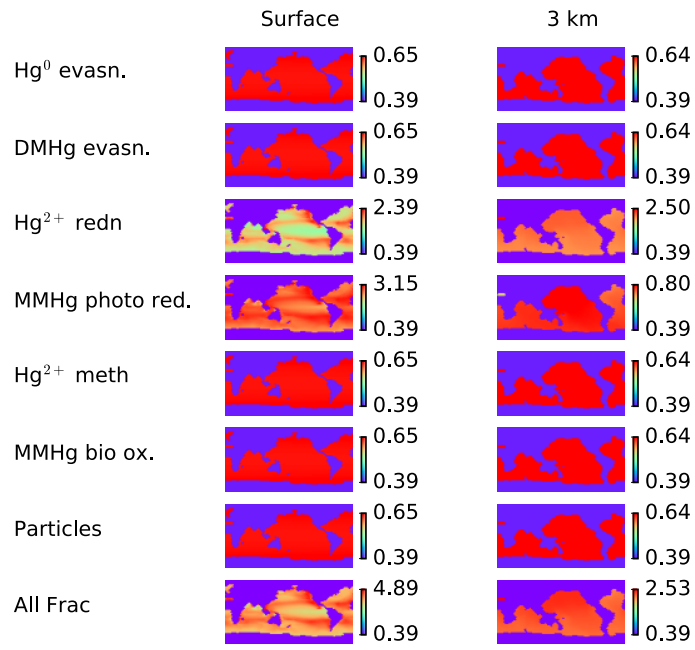 Surface 3 km
Hg⁰ evasn. 0.65 0.64
0.39 0.39
DMHg evasn. 0.65 0.64
0.39 0.39
Hg²⁺ redn 2.39 2.50
0.39 0.39
MMHg photo red. 3.15 0.80
0.39 0.39
Hg²⁺ meth 0.65 0.64
0.39 0.39
MMHg bio ox. 0.65 0.64
0.39 0.39
Particles 0.65 0.64
0.39 0.39
All Frac 4.89 2.53
0.39 0.39